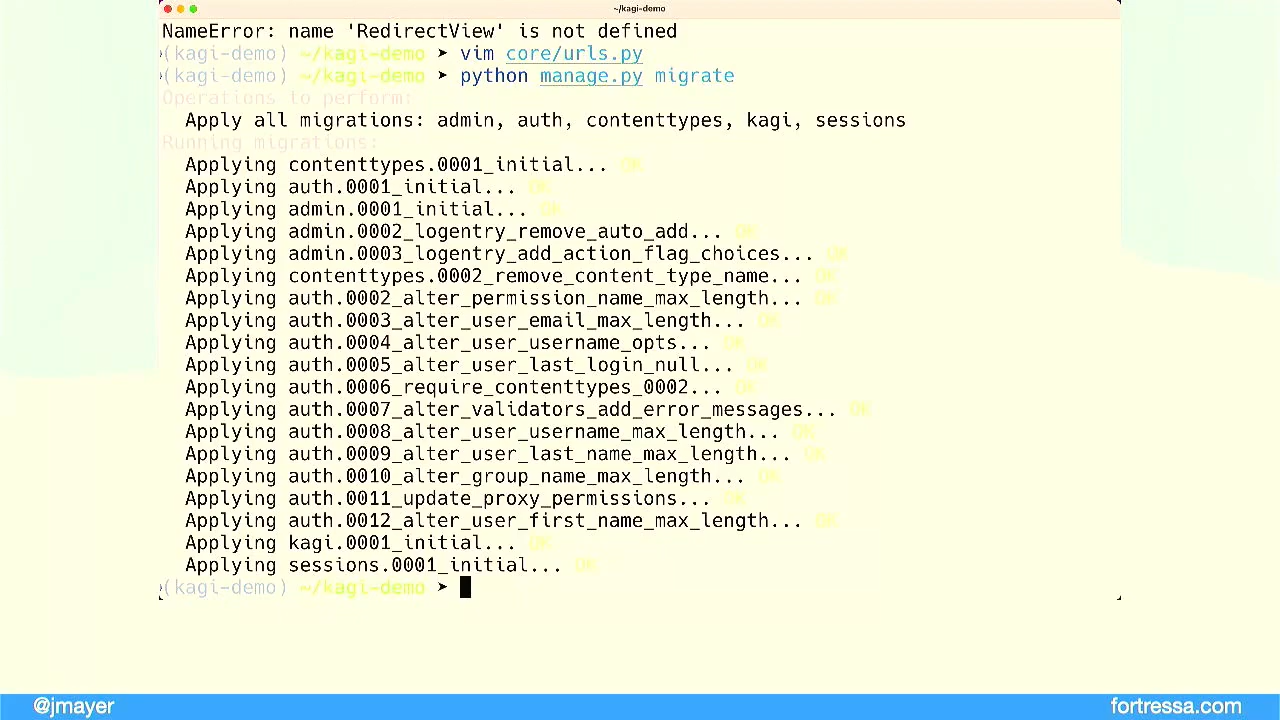 ~/kagi-demo
NameError: name 'RedirectView' is not defined
(kagi-demo) ~/kagi-demo ➤ vim core/urls.py
(kagi-demo) ~/kagi-demo ➤ python manage.py migrate
Operations to perform:
  Apply all migrations: admin, auth, contenttypes, kagi, sessions
Running migrations:
  Applying contenttypes.0001_initial... OK
  Applying auth.0001_initial... OK
  Applying admin.0001_initial... OK
  Applying admin.0002_logentry_remove_auto_add... OK
  Applying admin.0003_logentry_add_action_flag_choices... OK
  Applying contenttypes.0002_remove_content_type_name... OK
  Applying auth.0002_alter_permission_name_max_length... OK
  Applying auth.0003_alter_user_email_max_length... OK
  Applying auth.0004_alter_user_username_opts... OK
  Applying auth.0005_alter_user_last_login_null... OK
  Applying auth.0006_require_contenttypes_0002... OK
  Applying auth.0007_alter_validators_add_error_messages... OK
  Applying auth.0008_alter_user_username_max_length... OK
  Applying auth.0009_alter_user_last_name_max_length... OK
  Applying auth.0010_alter_group_name_max_length... OK
  Applying auth.0011_update_proxy_permissions... OK
  Applying auth.0012_alter_user_first_name_max_length... OK
  Applying kagi.0001_initial... OK
  Applying sessions.0001_initial... OK
(kagi-demo) ~/kagi-demo ➤
@jmayer
fortressa.com